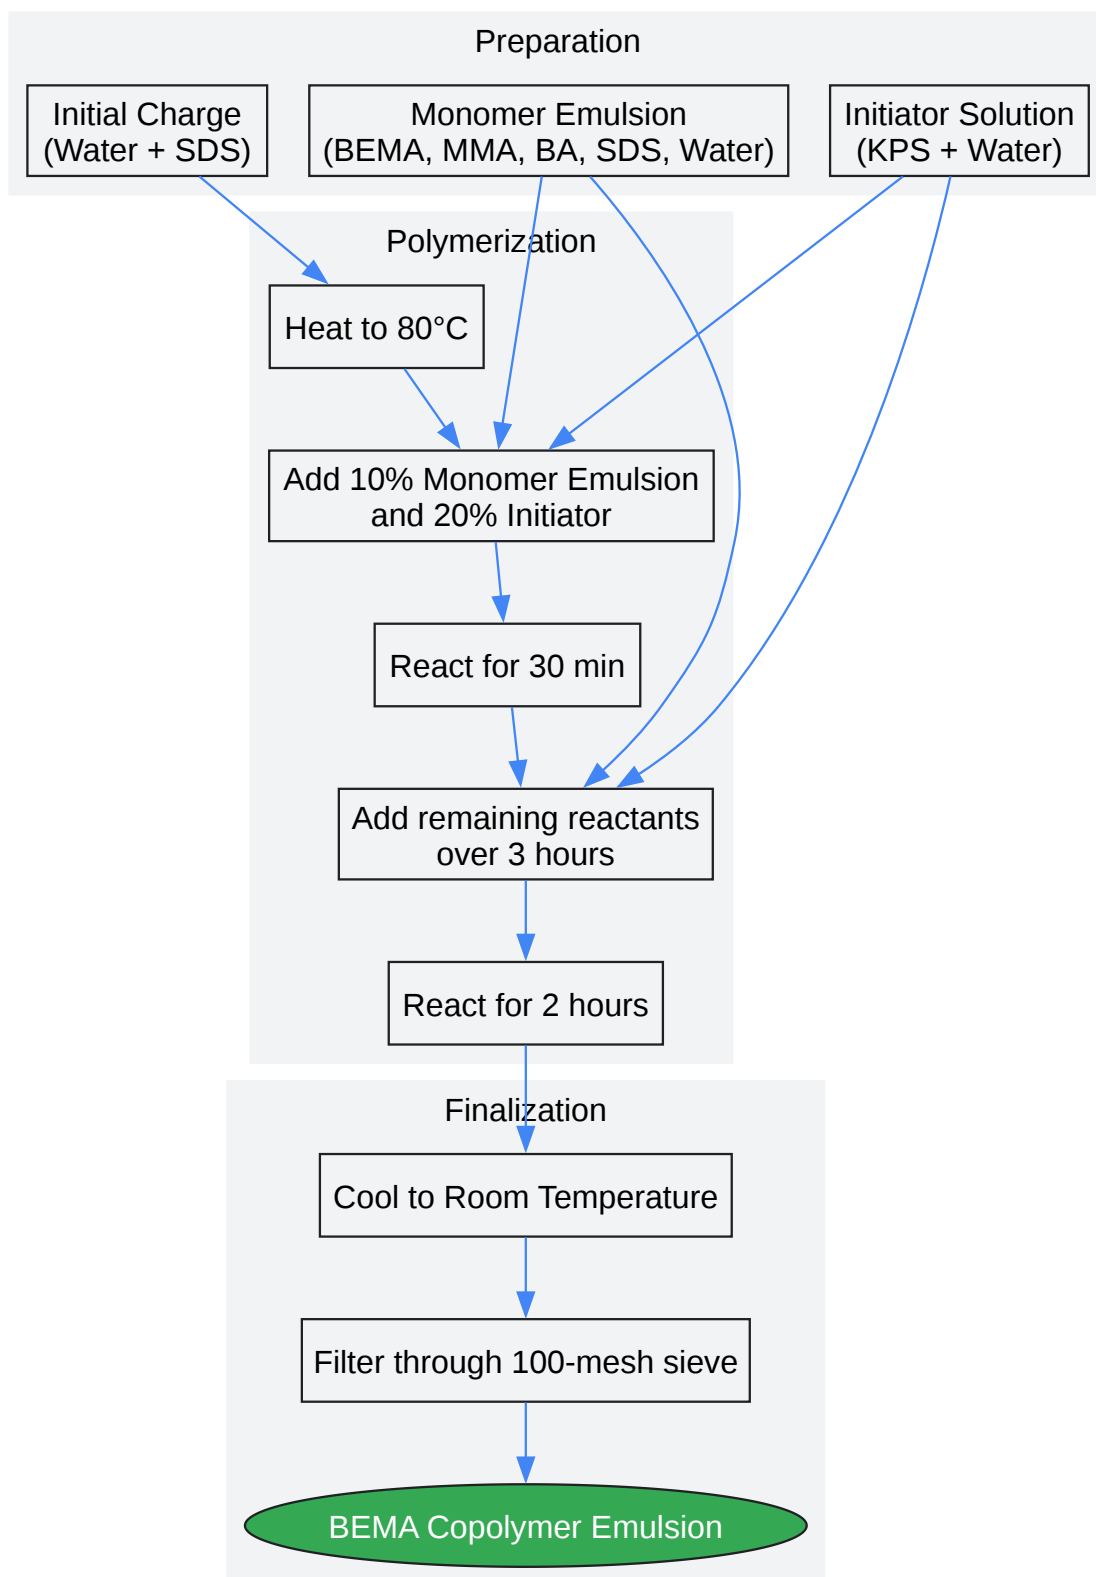 Preparation
Initial Charge
(Water + SDS)
Monomer Emulsion
(BEMA, MMA, BA, SDS, Water)
Initiator Solution
(KPS + Water)
Polymerization
Heat to 80°C
Add 10% Monomer Emulsion
and 20% Initiator
React for 30 min
Add remaining reactants
over 3 hours
React for 2 hours
Finalization
Cool to Room Temperature
Filter through 100-mesh sieve
BEMA Copolymer Emulsion